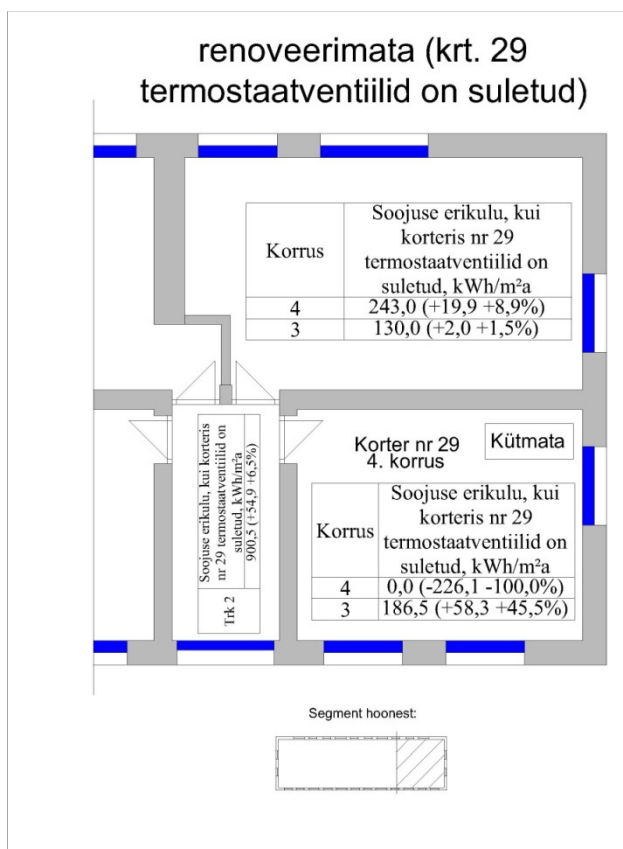 renoveerimata (krt. 29
termostaatventiilid on suletud)
Korrus
Soojuse erikulu, kui
korteris nr 29
termostaatventiilid on
suletud, kWh/m²a
4 243,0 (+19,9 +8,9%)
3 130,0 (+2,0 +1,5%)
Soojuse erikulu, kui korteris
nr 29 termostaatventiilid on
suletud, kWh/m²a
900,5 (+54,9 +6,5%)
Trk 2
Korter nr 29
4. korrus
Kütmata
Korrus
Soojuse erikulu, kui
korteris nr 29
termostaatventiilid on
suletud, kWh/m²a
4 0,0 (-226,1 -100,0%)
3 186,5 (+58,3 +45,5%)
Segment hoonest: